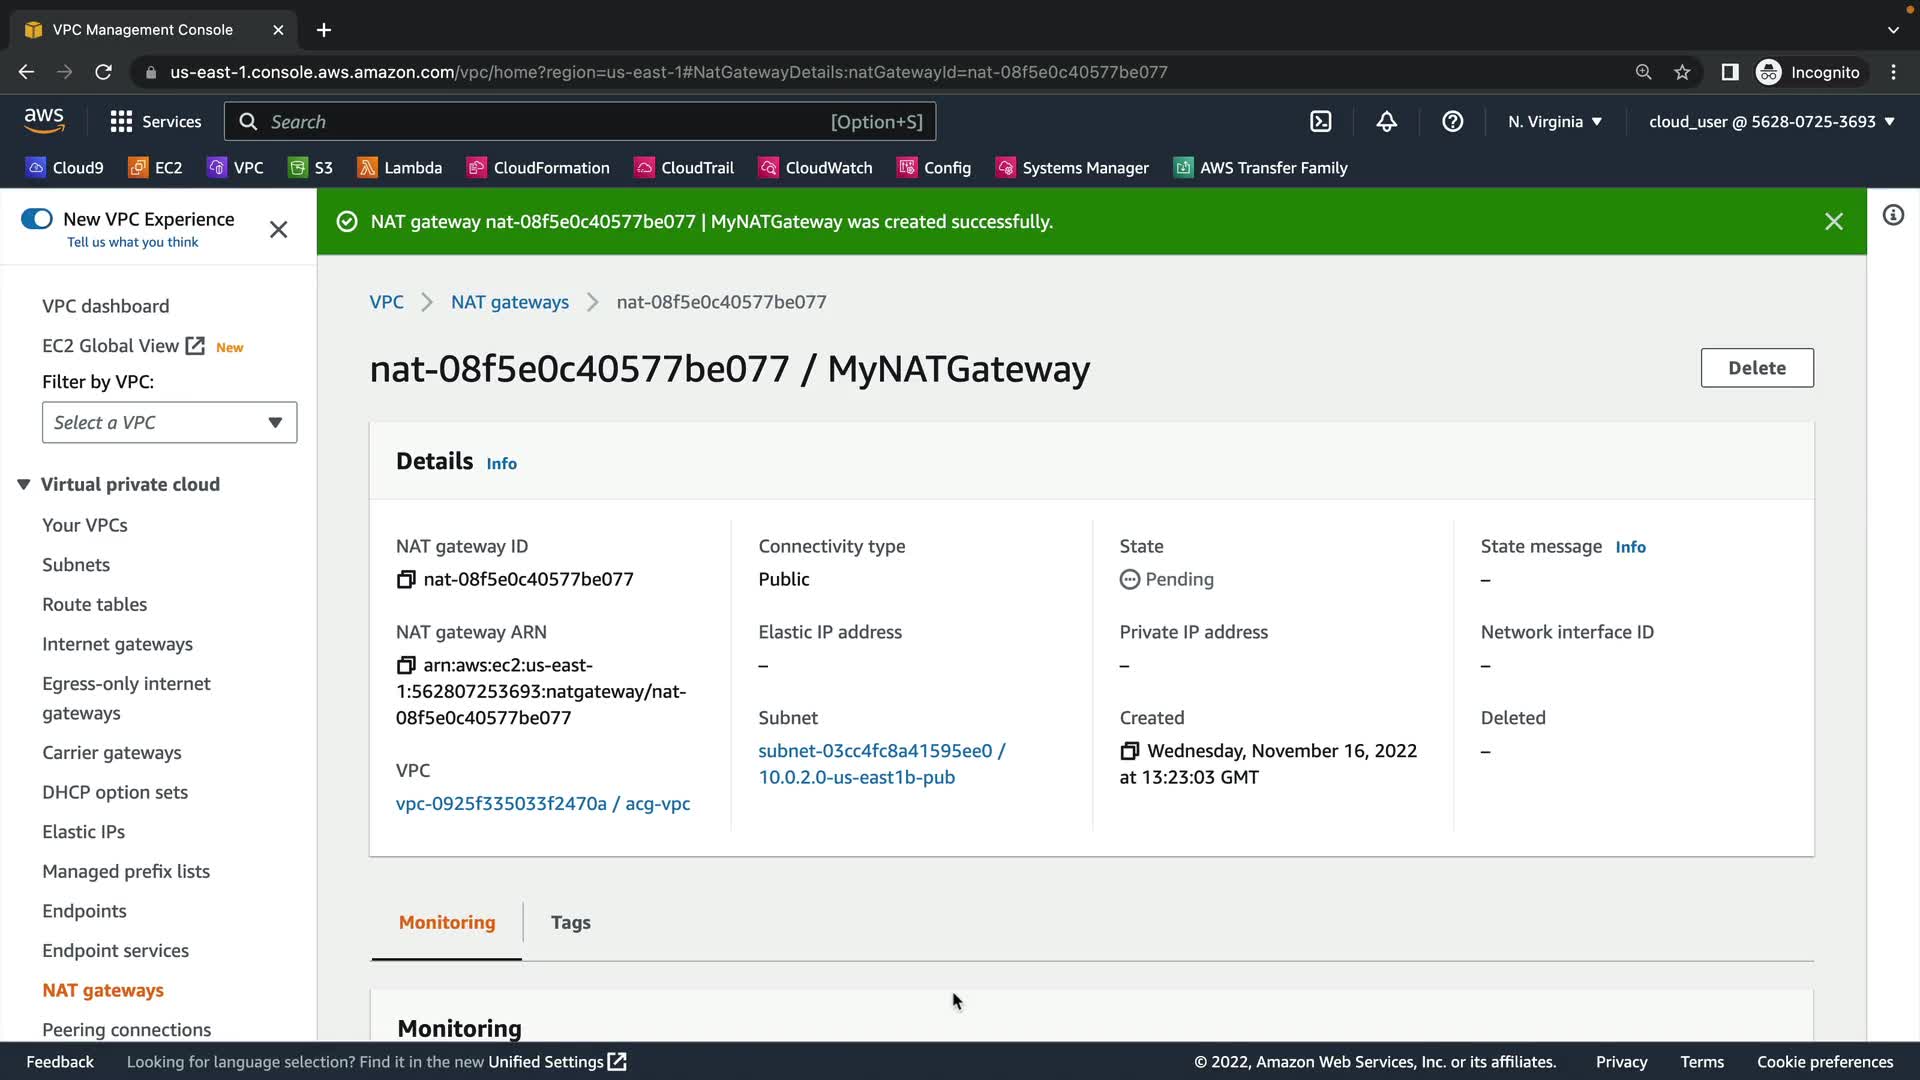 VPC Management Console
us-east-1.console.aws.amazon.com/vpc/home?region=us-east-1#NatGatewayDetails:natGatewayId=nat-08f5e0c40577be077
Incognito
aws
Services
Search
[Option+S]
N. Virginia
cloud_user @ 5628-0725-3693
Cloud9
EC2
VPC
S3
Lambda
CloudFormation
CloudTrail
CloudWatch
Config
Systems Manager
AWS Transfer Family
New VPC Experience
Tell us what you think
VPC dashboard
EC2 Global View New
Filter by VPC:
Select a VPC
Virtual private cloud
Your VPCs
Subnets
Route tables
Internet gateways
Egress-only internet
gateways
Carrier gateways
DHCP option sets
Elastic IPs
Managed prefix lists
Endpoints
Endpoint services
NAT gateways
Peering connections
NAT gateway nat-08f5e0c40577be077 | MyNATGateway was created successfully.
VPC
NAT gateways
nat-08f5e0c40577be077
nat-08f5e0c40577be077 / MyNATGateway
Delete
Details Info
NAT gateway ID
nat-08f5e0c40577be077
NAT gateway ARN
arn:aws:ec2:us-east-
1:562807253693:natgateway/nat-
08f5e0c40577be077
VPC
vpc-0925f335033f2470a / acg-vpc
Connectivity type
Public
Elastic IP address
–
Subnet
subnet-03cc4fc8a41595ee0 /
10.0.2.0-us-east1b-pub
State
Pending
Private IP address
–
Created
Wednesday, November 16, 2022
at 13:23:03 GMT
State message Info
–
Network interface ID
–
Deleted
–
Monitoring
Tags
Monitoring
Feedback
Looking for language selection? Find it in the new Unified Settings
© 2022, Amazon Web Services, Inc. or its affiliates.
Privacy
Terms
Cookie preferences